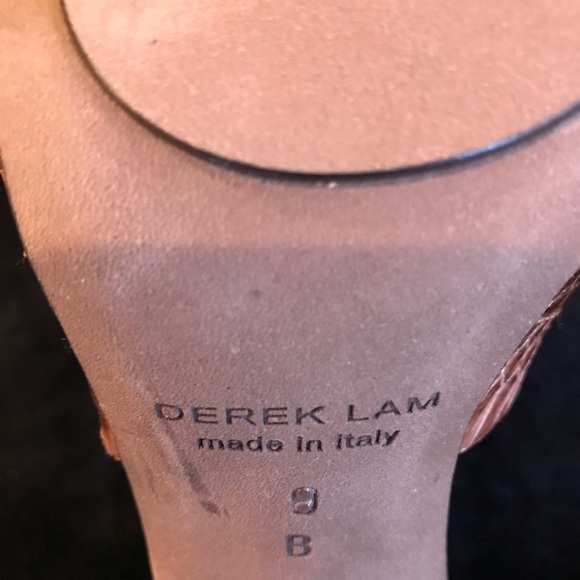 DEREK LAM
made in italy
9
B